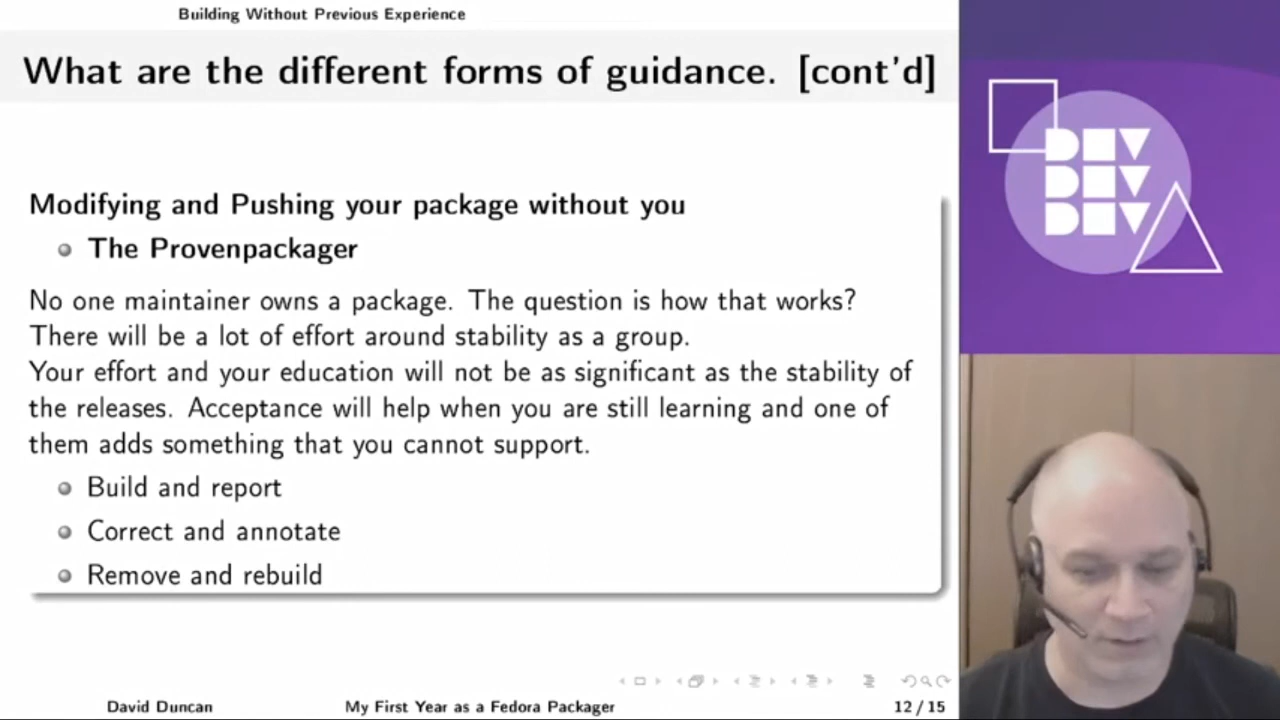 Building Without Previous Experience
What are the different forms of guidance. [cont'd]
Modifying and Pushing your package without you
The Provenpackager
No one maintainer owns a package. The question is how that works?
There will be a lot of effort around stability as a group.
Your effort and your education will not be as significant as the stability of
the releases. Acceptance will help when you are still learning and one of
them adds something that you cannot support.
Build and report
Correct and annotate
Remove and rebuild
David Duncan
My First Year as a Fedora Packager
12 / 15
DEV
DEV
DEV